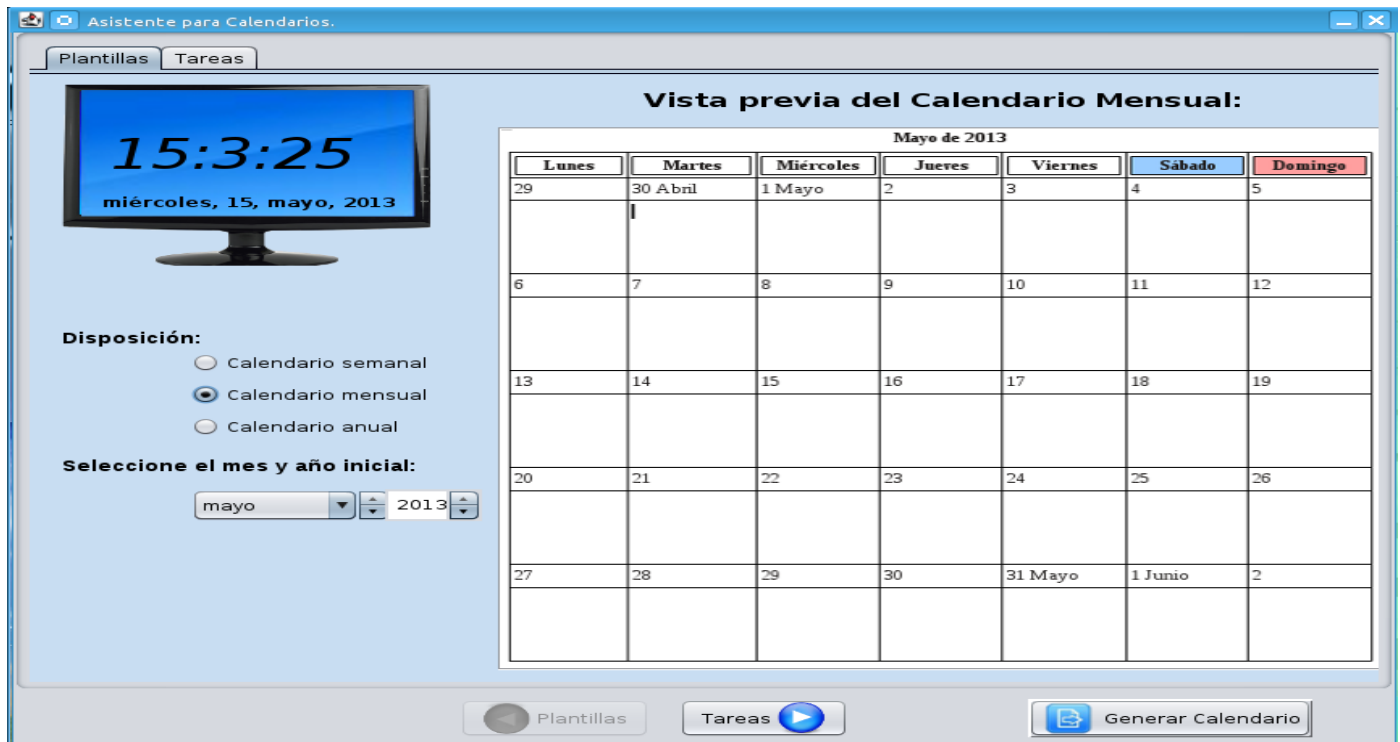 Asistente para Calendarios.
Plantillas Tareas
15:3:25
miércoles, 15, mayo, 2013
Disposición:
Calendario semanal
Calendario mensual
Calendario anual
Seleccione el mes y año inicial:
mayo 2013
Vista previa del Calendario Mensual:
Mayo de 2013
Lunes Martes Miércoles Jueves Viernes Sábado Domingo
29 30 Abril 1 Mayo 2 3 4 5
6 7 8 9 10 11 12
13 14 15 16 17 18 19
20 21 22 23 24 25 26
27 28 29 30 31 Mayo 1 Junio 2
Plantillas Tareas Generar Calendario